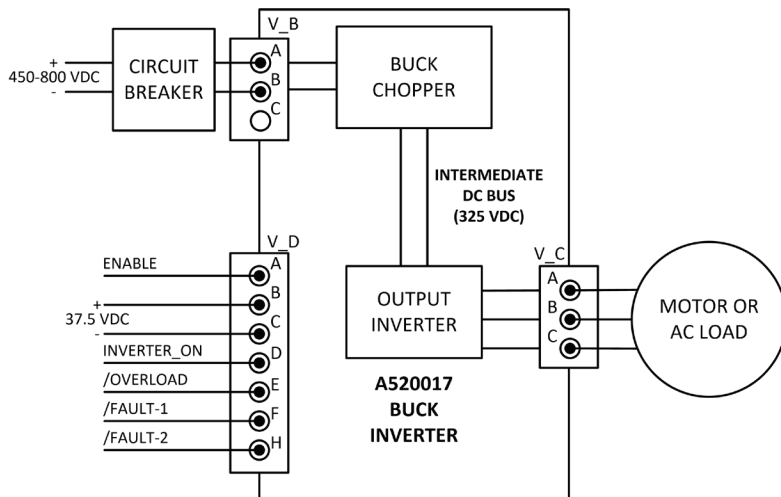 V_B
+
450-800 VDC
-
CIRCUIT
BREAKER
A
B
C
BUCK
CHOPPER
INTERMEDIATE
DC BUS
(325 VDC)
V_D
ENABLE
+
37.5 VDC
-
INVERTER_ON
/OVERLOAD
/FAULT-1
/FAULT-2
A
B
C
D
E
F
H
OUTPUT
INVERTER
A520017
BUCK
INVERTER
V_C
A
B
C
MOTOR OR
AC LOAD